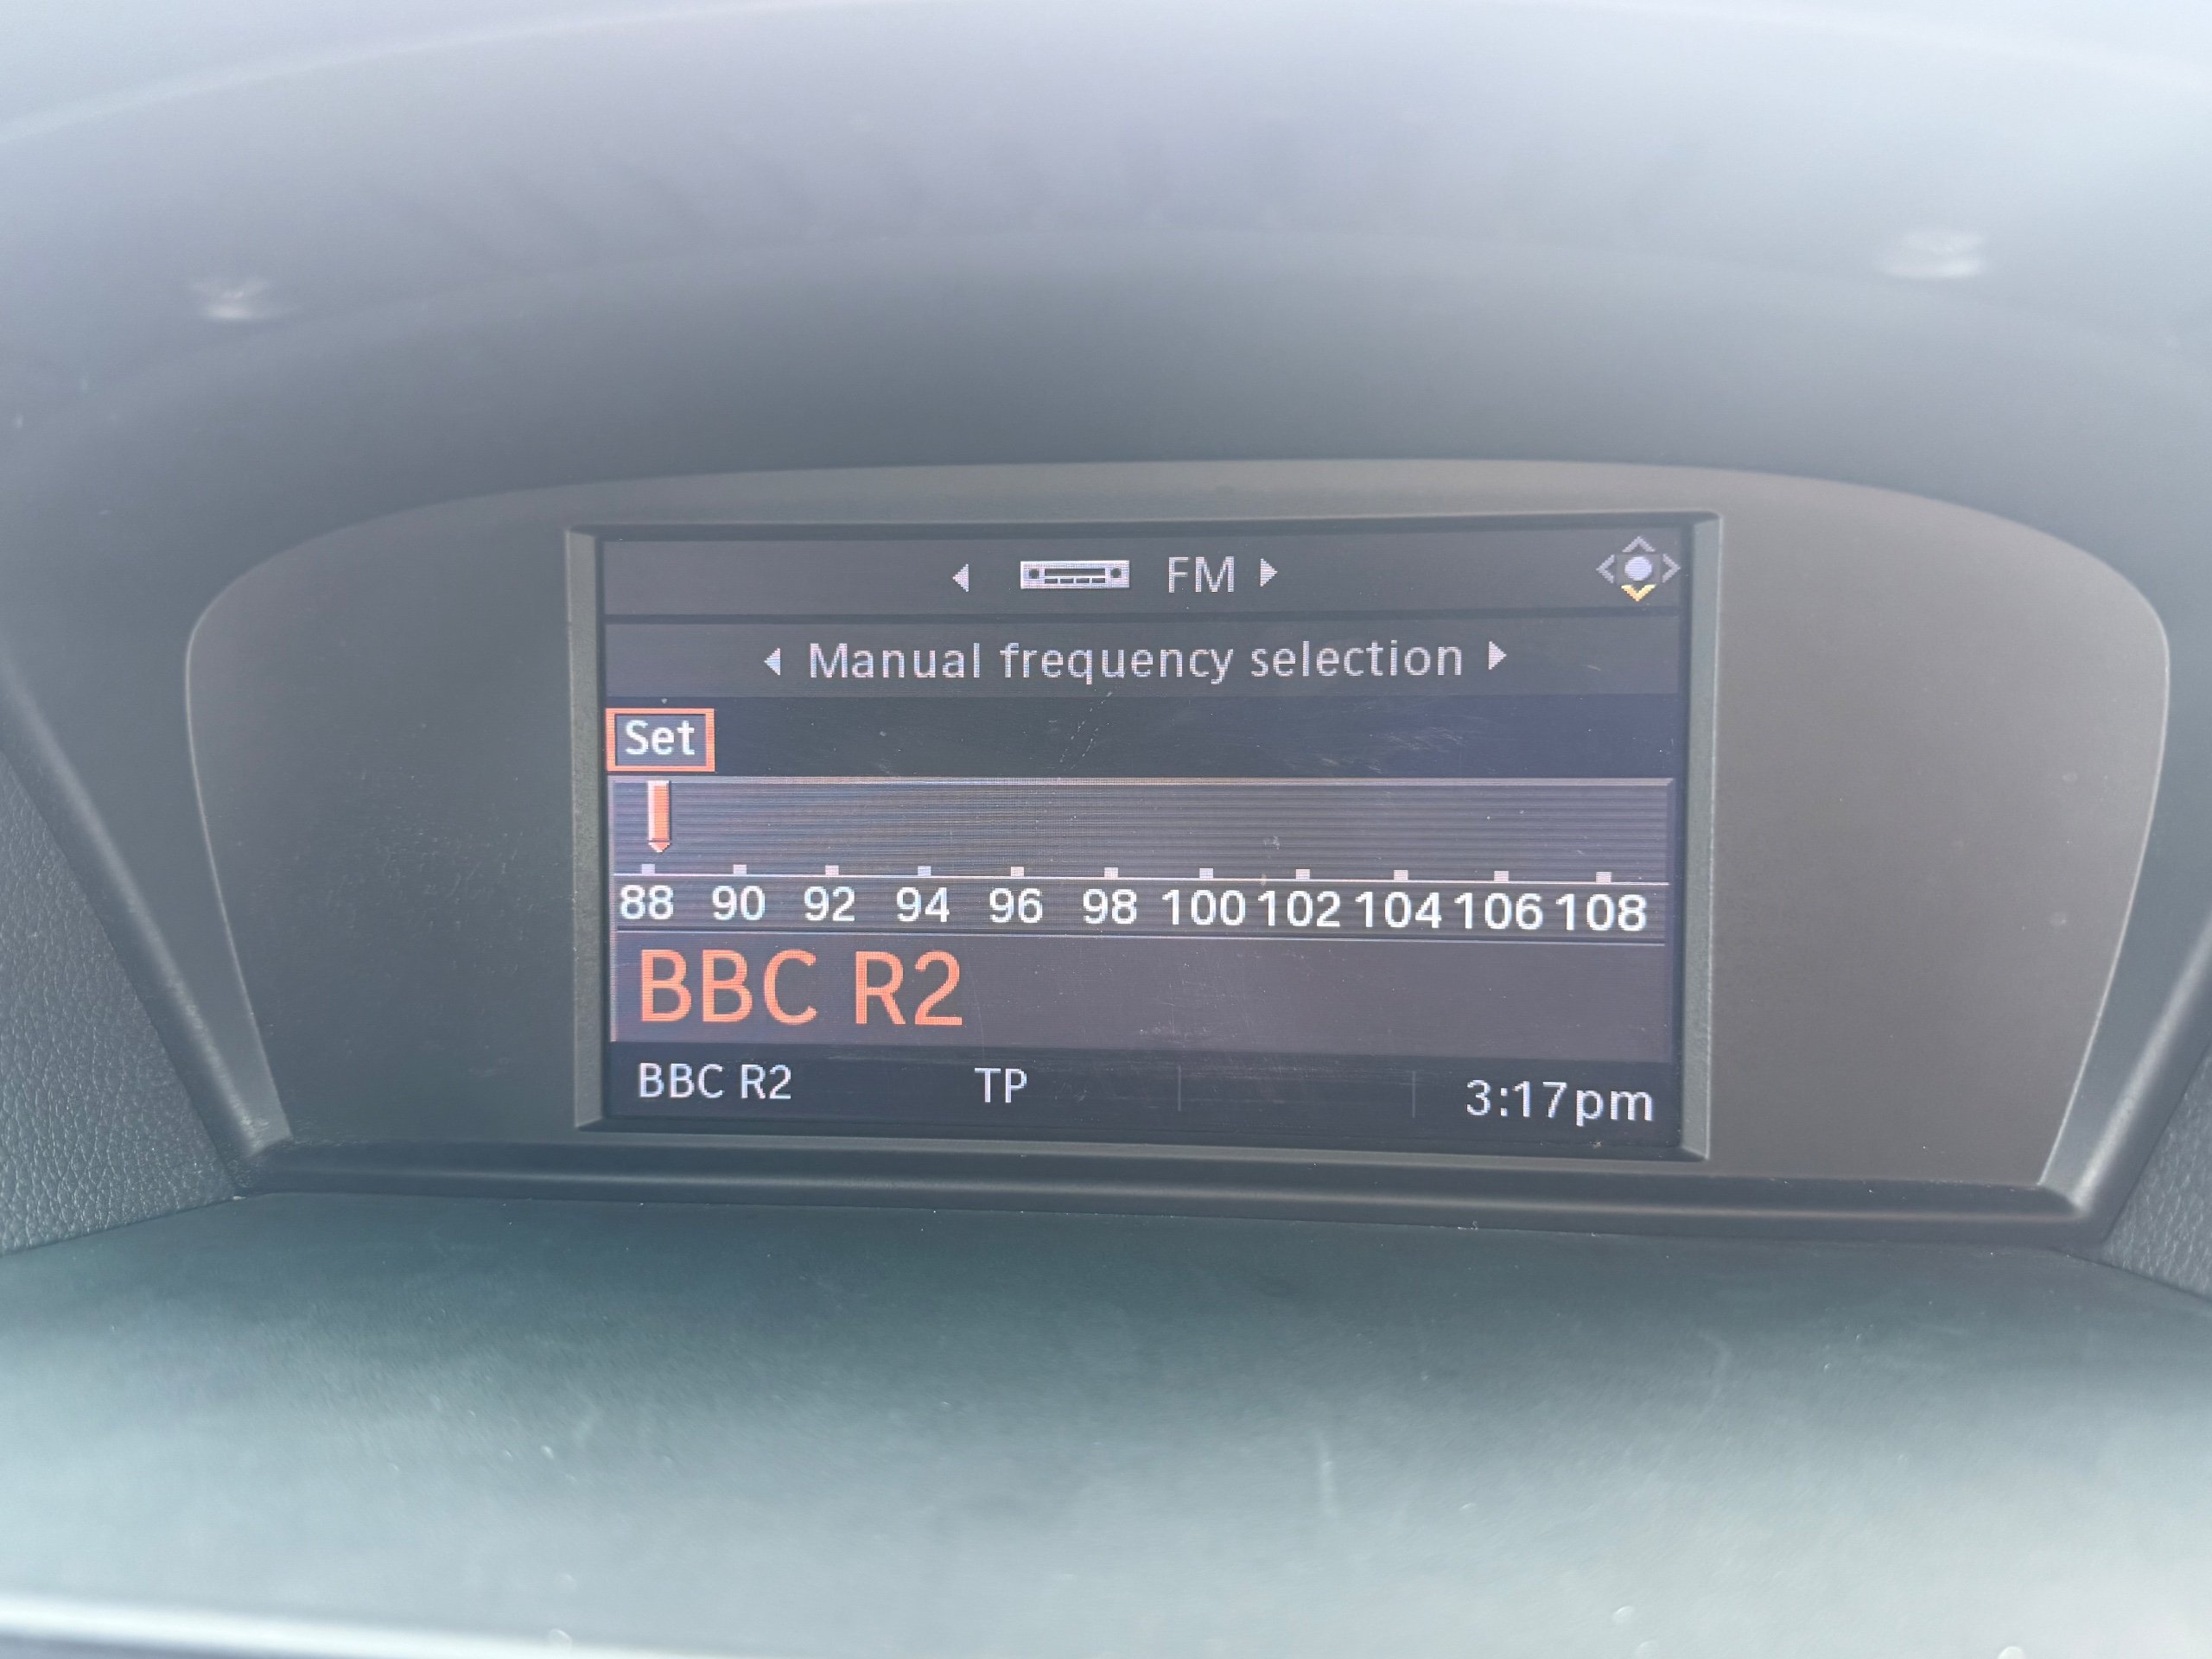 FM
Manual frequency selection
Set
88 90 92 94 96 98 100 102 104 106 108
BBC R2
BBC R2 TP 3:17pm